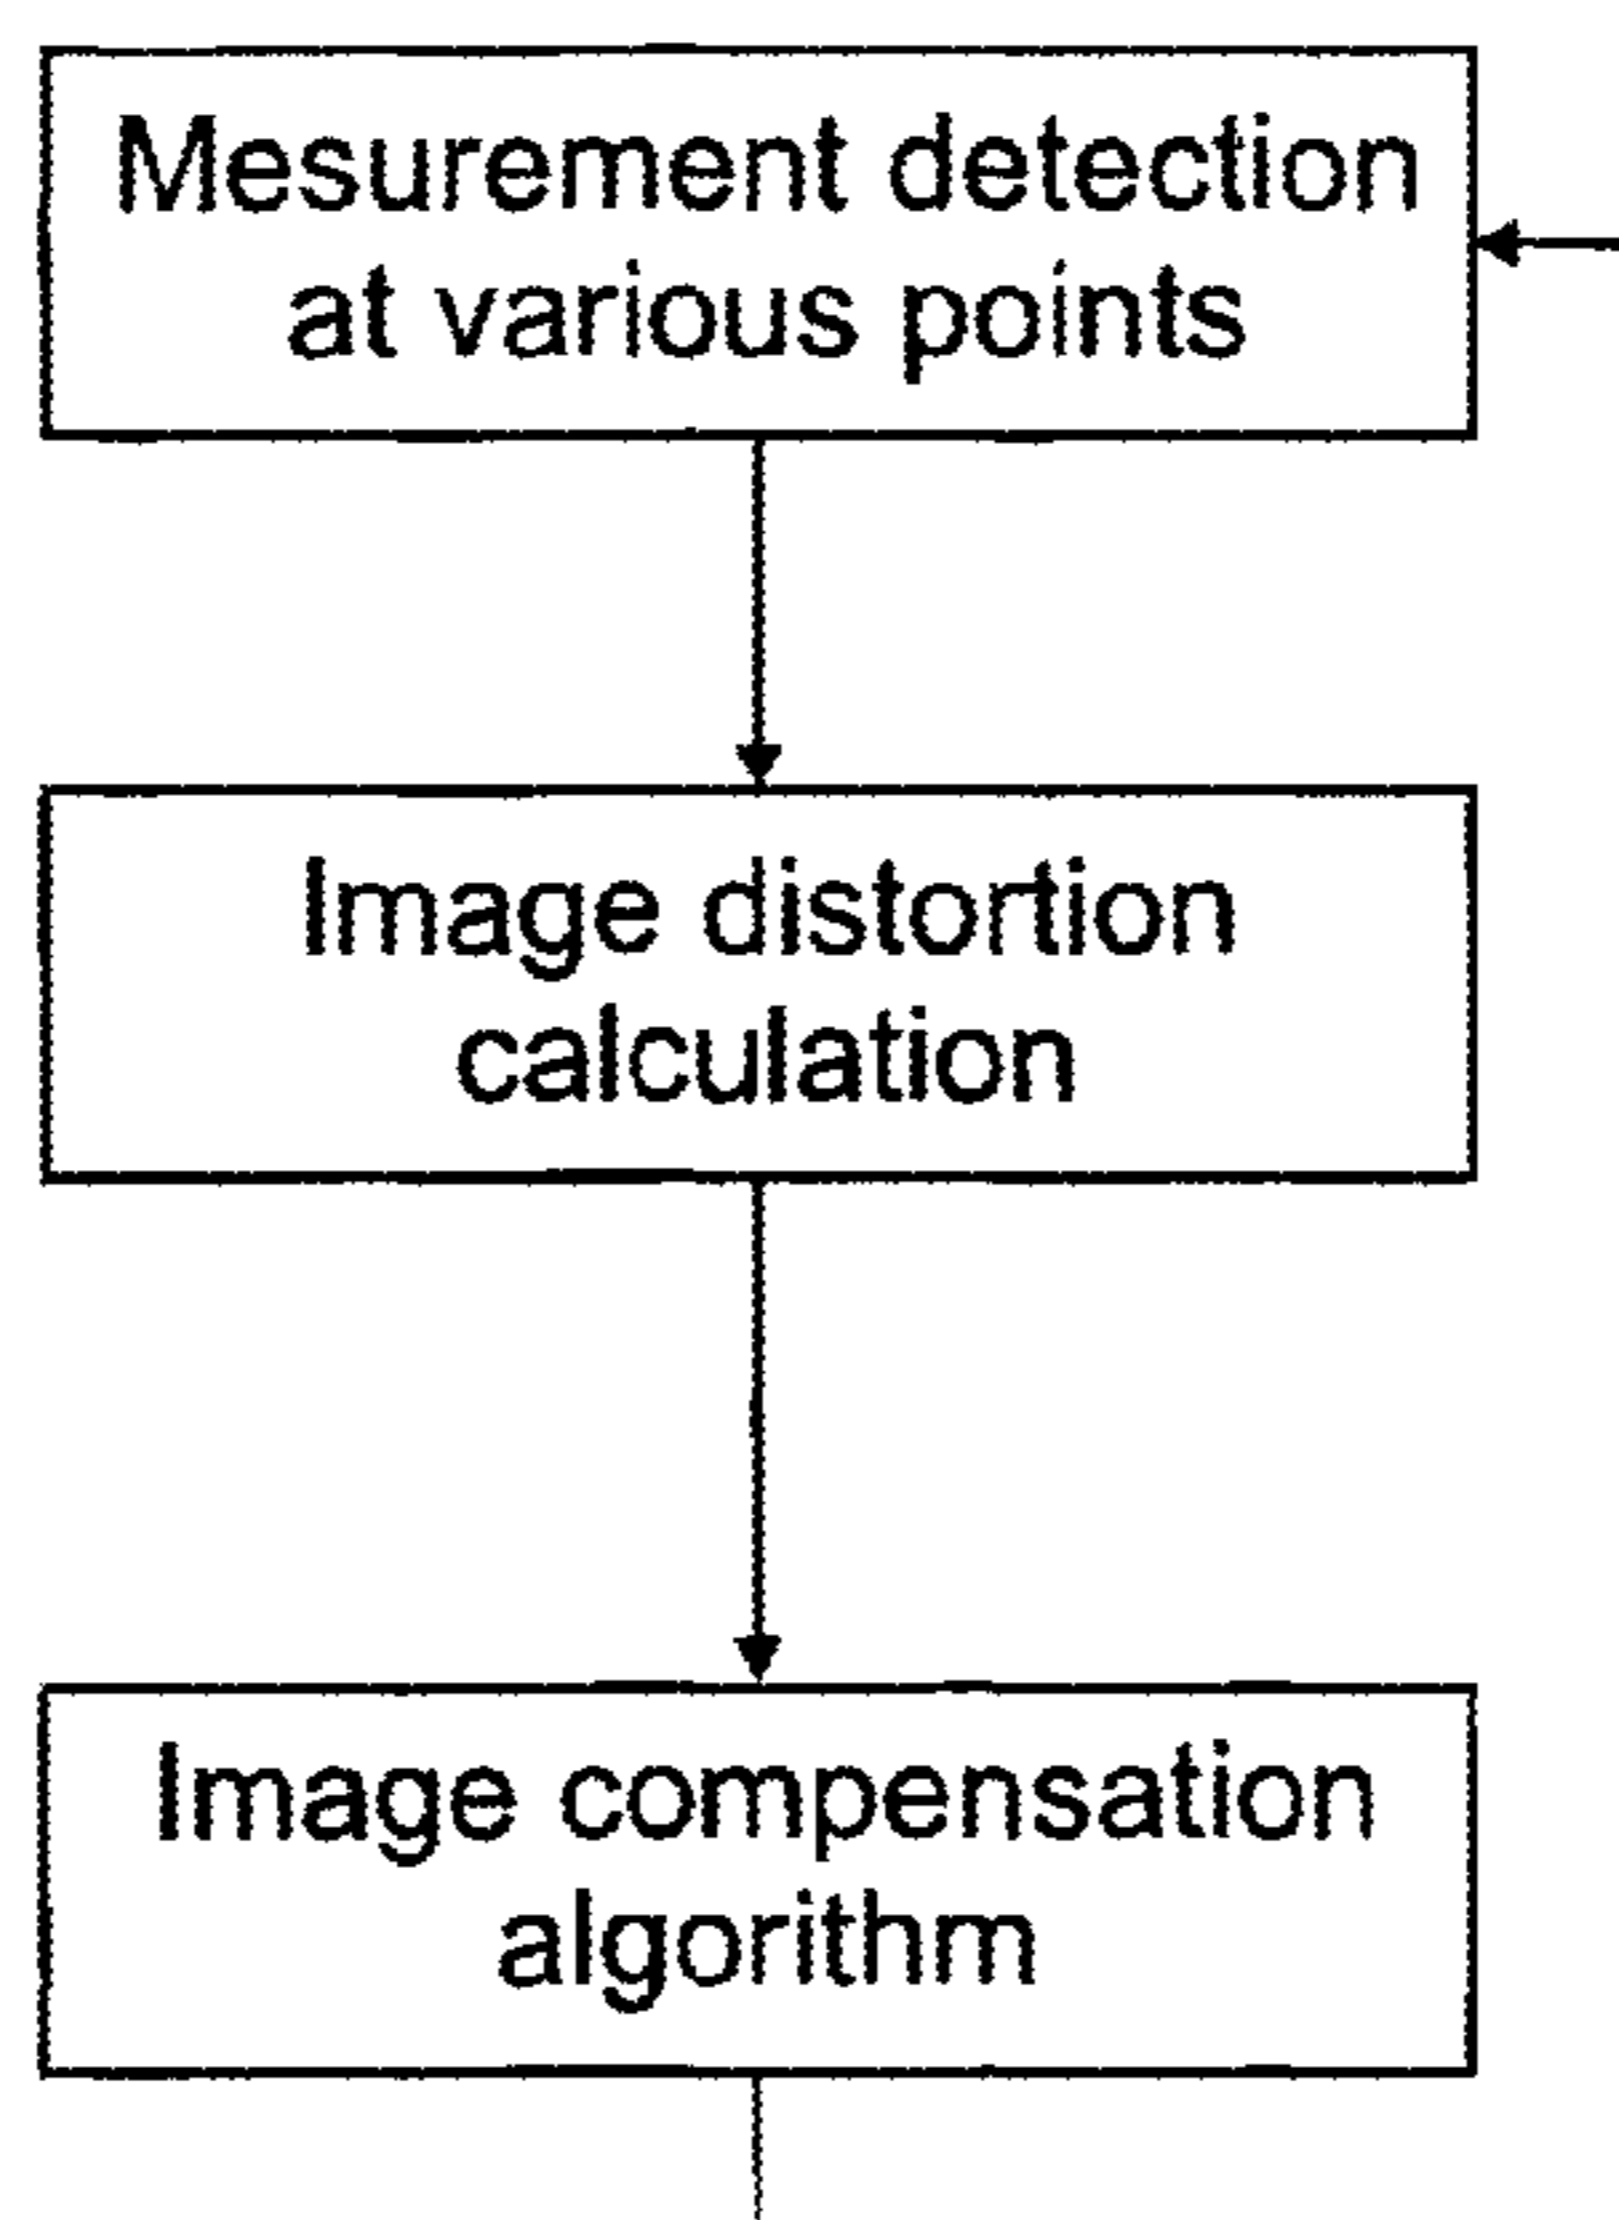 Mesurement detection
at various points
Image distortion
calculation
Image compensation
algorithm